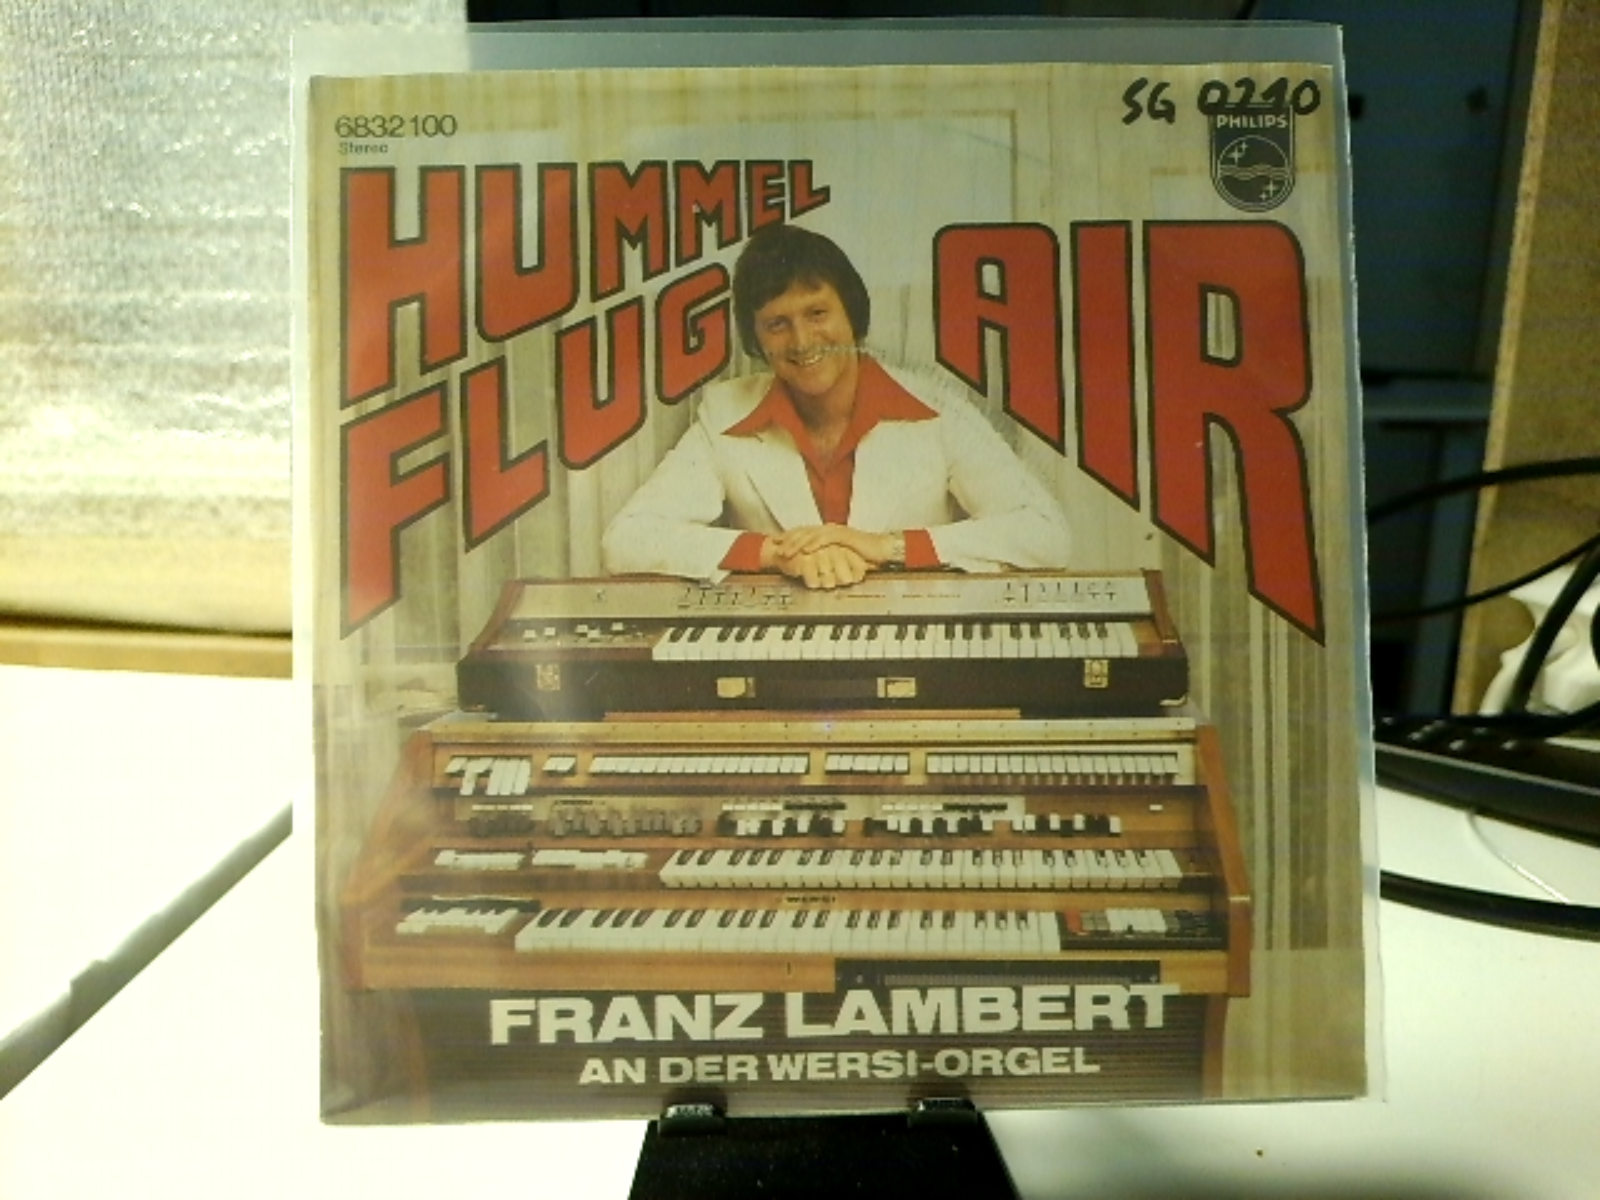 SG 0210
6832100
Stereo
PHILIPS
HUMMEL
FLUG
AIR
WERSI
FRANZ LAMBERT
AN DER WERSI-ORGEL